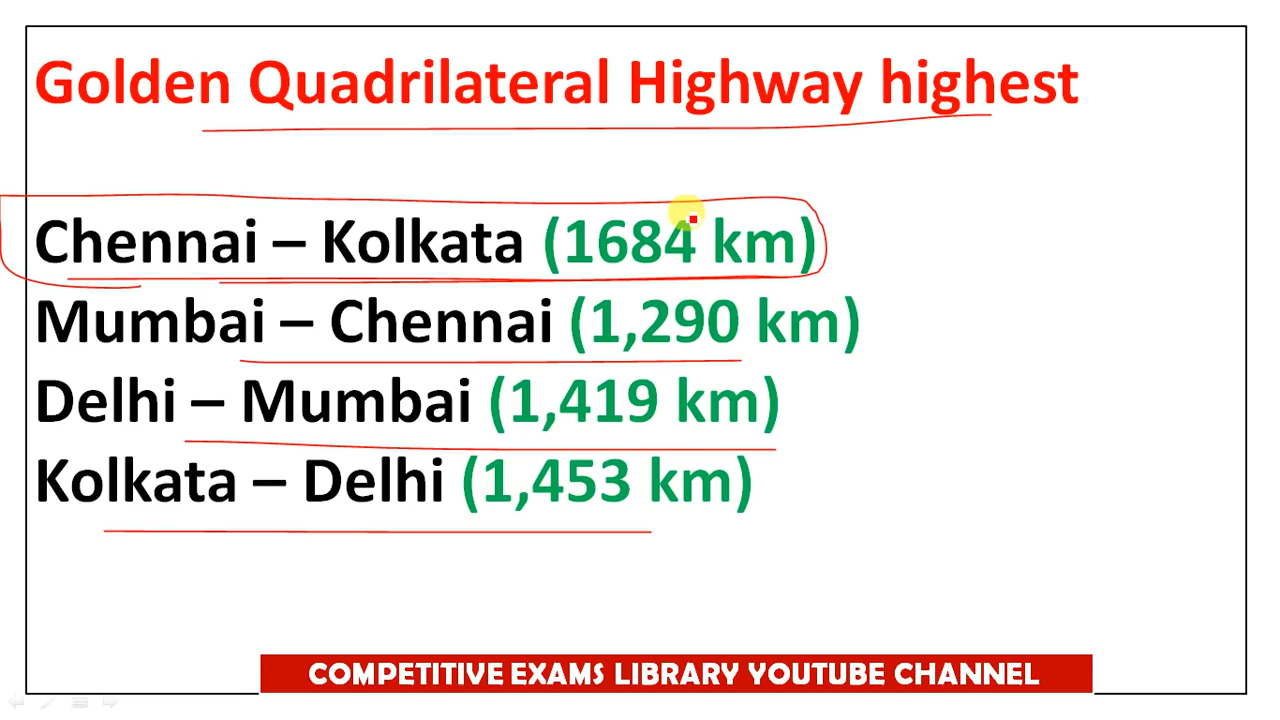 Golden Quadrilateral Highway highest
Chennai – Kolkata (1684 km)
Mumbai – Chennai (1,290 km)
Delhi – Mumbai (1,419 km)
Kolkata – Delhi (1,453 km)
COMPETITIVE EXAMS LIBRARY YOUTUBE CHANNEL